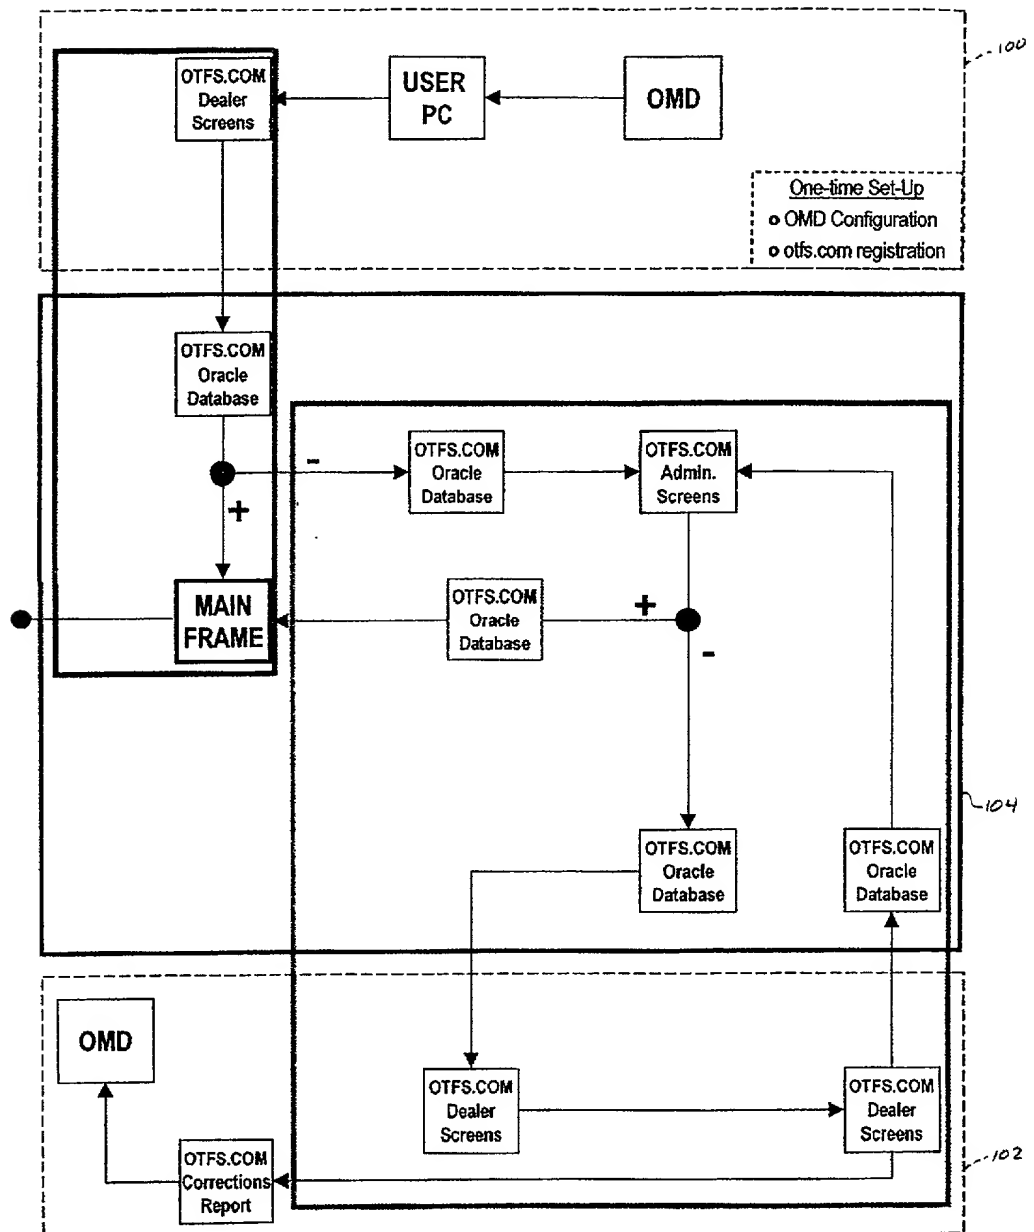 100
OTFS.COM
Dealer
Screens
USER
PC
OMD
One-time Set-Up
OMD Configuration
otfs.com registration
OTFS.COM
Oracle
Database
-
OTFS.COM
Oracle
Database
OTFS.COM
Admin.
Screens
+
MAIN
FRAME
OTFS.COM
Oracle
Database
+
-
104
OTFS.COM
Oracle
Database
OTFS.COM
Oracle
Database
OMD
OTFS.COM
Dealer
Screens
OTFS.COM
Dealer
Screens
OTFS.COM
Corrections
Report
102